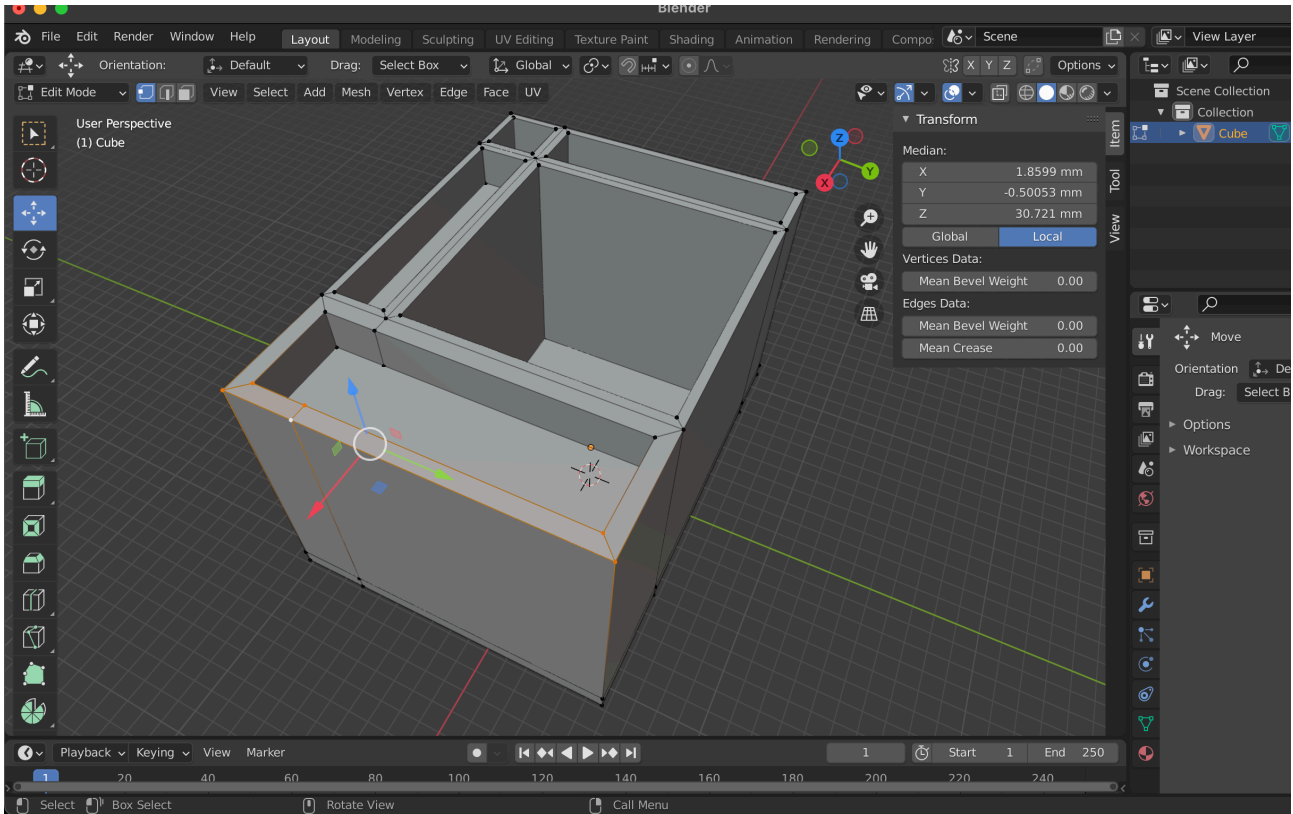 Blender
File Edit Render Window Help Layout Modeling Sculpting UV Editing Texture Paint Shading Animation Rendering Compo Scene View Layer
Orientation: Default Drag: Select Box Global X Y Z Options
Edit Mode View Select Add Mesh Vertex Edge Face UV
User Perspective
(1) Cube
Z
Y
X
Transform
Median:
X 1.8599 mm
Y -0.50053 mm
Z 30.721 mm
Global Local
Vertices Data:
Mean Bevel Weight 0.00
Edges Data:
Mean Bevel Weight 0.00
Mean Crease 0.00
Item
Tool
View
Scene Collection
Collection
Cube
Move
Orientation De
Drag: Select B
Options
Workspace
Playback Keying View Marker 1 Start 1 End 250
1 20 40 60 80 100 120 140 160 180 200 220 240
Select Box Select Rotate View Call Menu